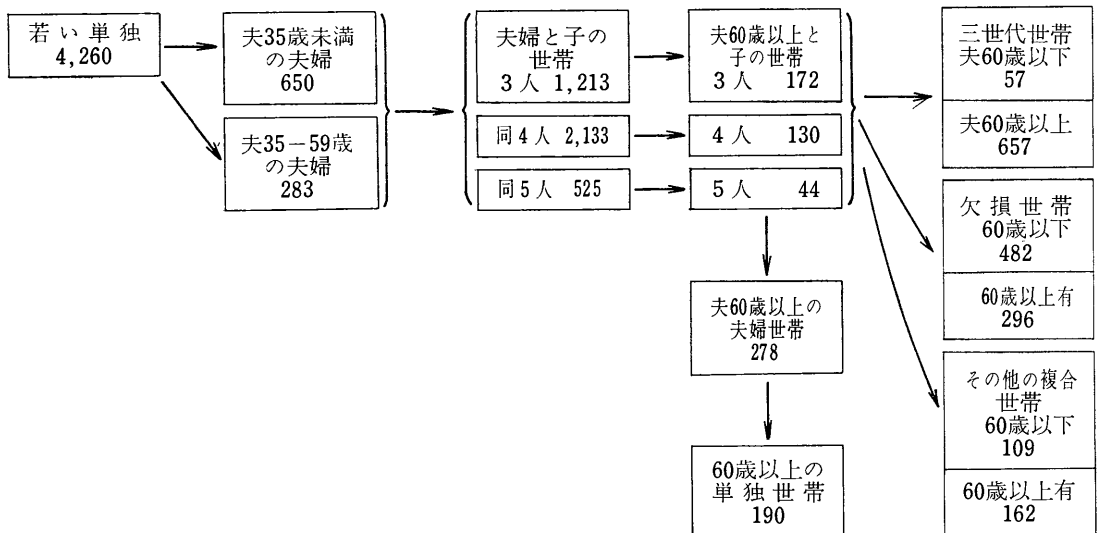 若い単独
4,260
夫35歳未満
の夫婦
650
夫35－59歳
の夫婦
283
夫婦と子の
世帯
3人 1,213
同4人 2,133
同5人 525
夫60歳以上と
子の世帯
3人 172
4人 130
5人 44
夫60歳以上の
夫婦世帯
278
60歳以上の
単独世帯
190
三世代世帯
夫60歳以下
57
夫60歳以上
657
欠損世帯
60歳以下
482
60歳以上有
296
その他の複合
世帯
60歳以下
109
60歳以上有
162